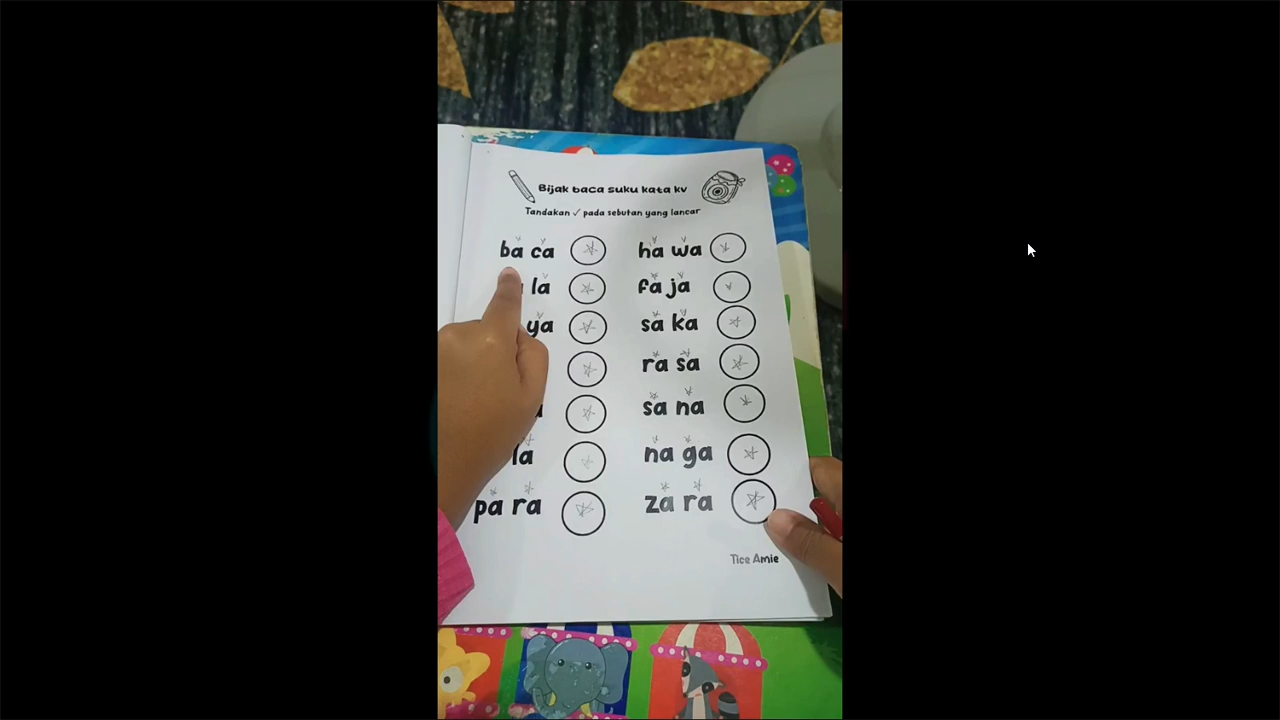 Bijak baca suku kata kv
Tandakan ✓ pada sebutan yang lancar
ba ca
ha wa
la
fa ja
ya
sa ka
ra sa
sa na
la
na ga
pa ra
za ra
Tice Amie